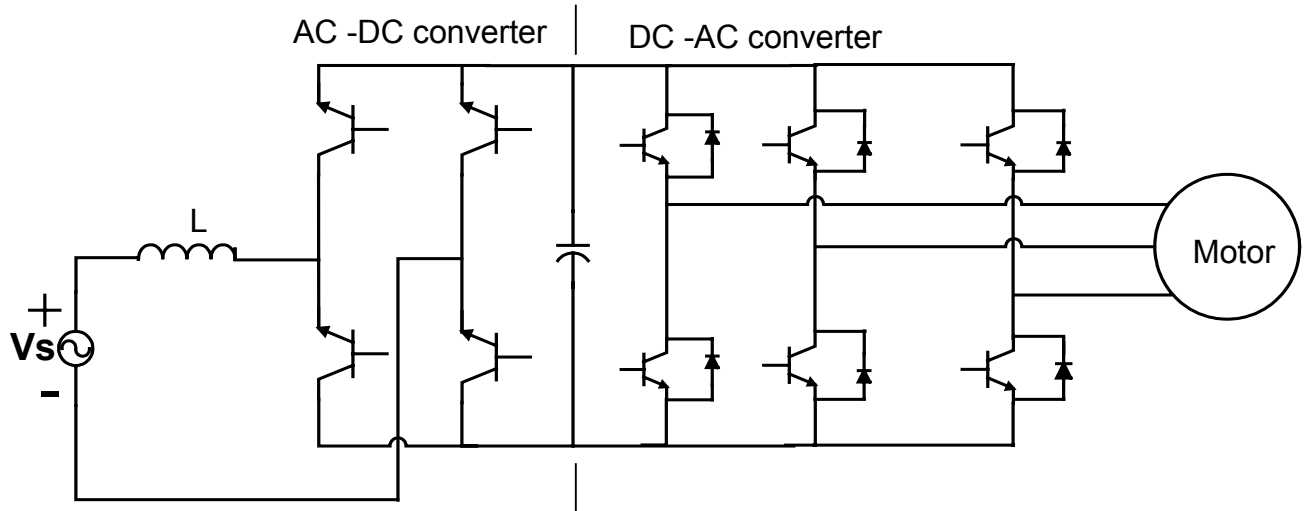 AC -DC converter
DC -AC converter
L
+
Vs
-
Motor